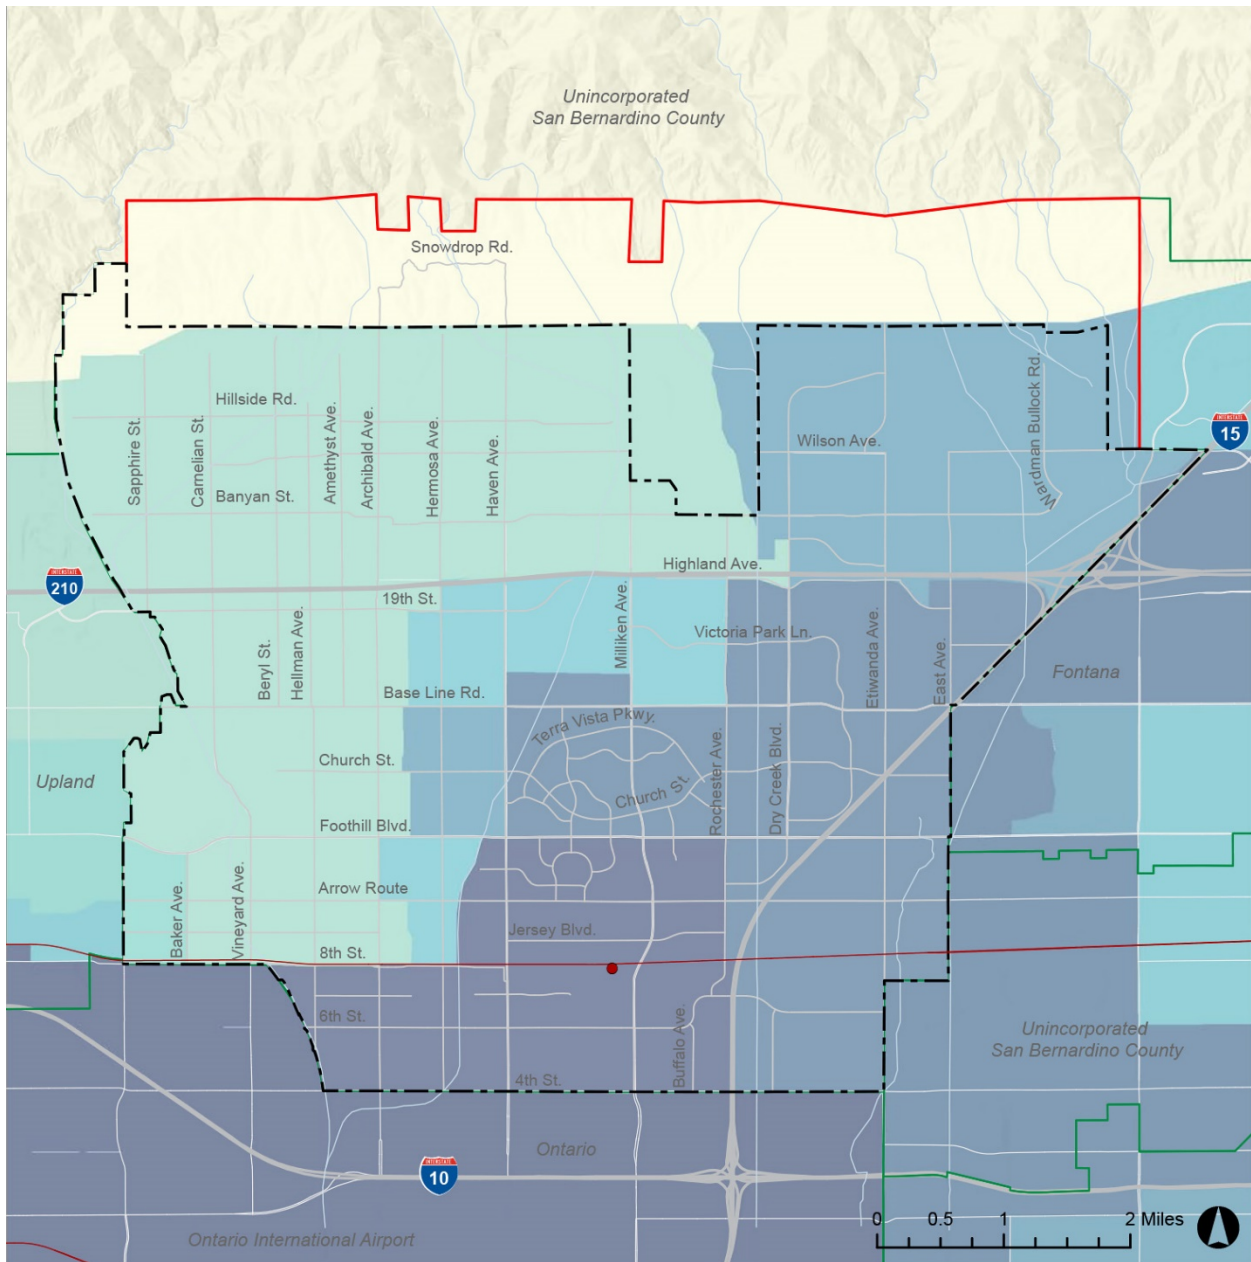 Unincorporated
San Bernardino County
Snowdrop Rd.
Hillside Rd.
Sapphire St.
Carnelian St.
Amethyst Ave.
Archibald Ave.
Hermosa Ave.
Haven Ave.
Wilson Ave.
Wardman Bullock Rd.
INTERSTATE
15
Banyan St.
Highland Ave.
INTERSTATE
210
19th St.
Beryl St.
Hellman Ave.
Milliken Ave.
Victoria Park Ln.
Etiwanda Ave.
East Ave.
Fontana
Base Line Rd.
Terra Vista Pkwy.
Church St.
Upland
Church St.
Rochester Ave.
Dry Creek Blvd.
Foothill Blvd.
Arrow Route
Baker Ave.
Vineyard Ave.
Jersey Blvd.
8th St.
6th St.
Buffalo Ave.
Unincorporated
San Bernardino County
4th St.
Ontario
INTERSTATE
10
Ontario International Airport
0 0.5 1 2 Miles